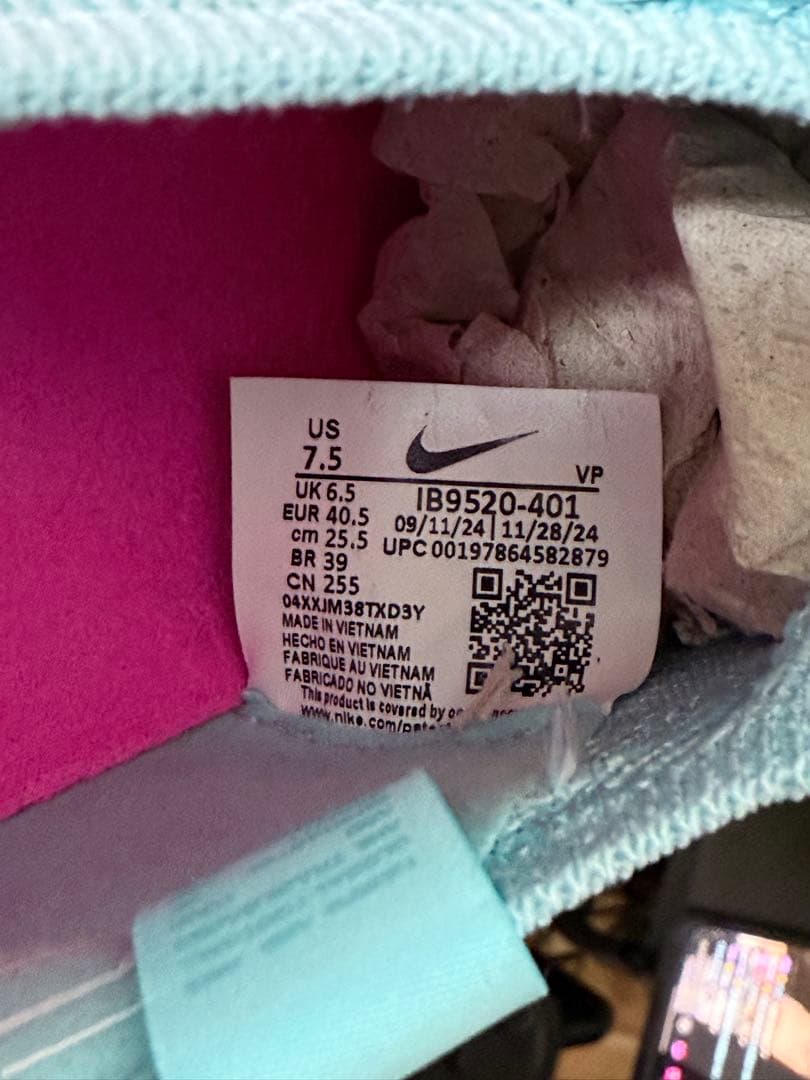 US
7.5
VP
UK 6.5
IB9520-401
EUR 40.5
09/11/24 | 11/28/24
cm 25.5
UPC 00197864582879
BR 39
CN 255
04XXJM38TXD3Y
MADE IN VIETNAM
HECHO EN VIETNAM
FABRIQUE AU VIETNAM
FABRICADO NO VIETNÃ
This product is covered by
www.nike.com/